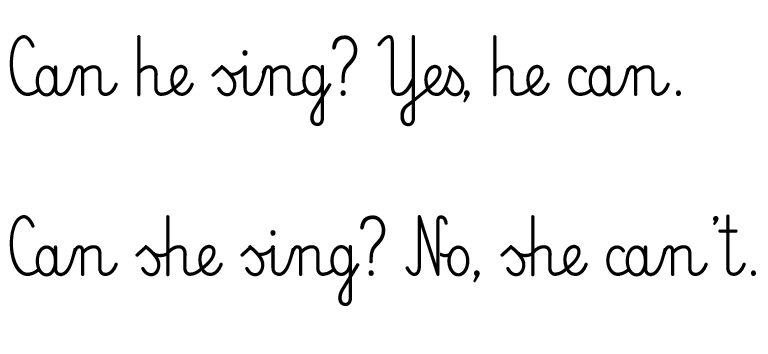 Can he sing? Yes, he can.
Can she sing? No, she can't.